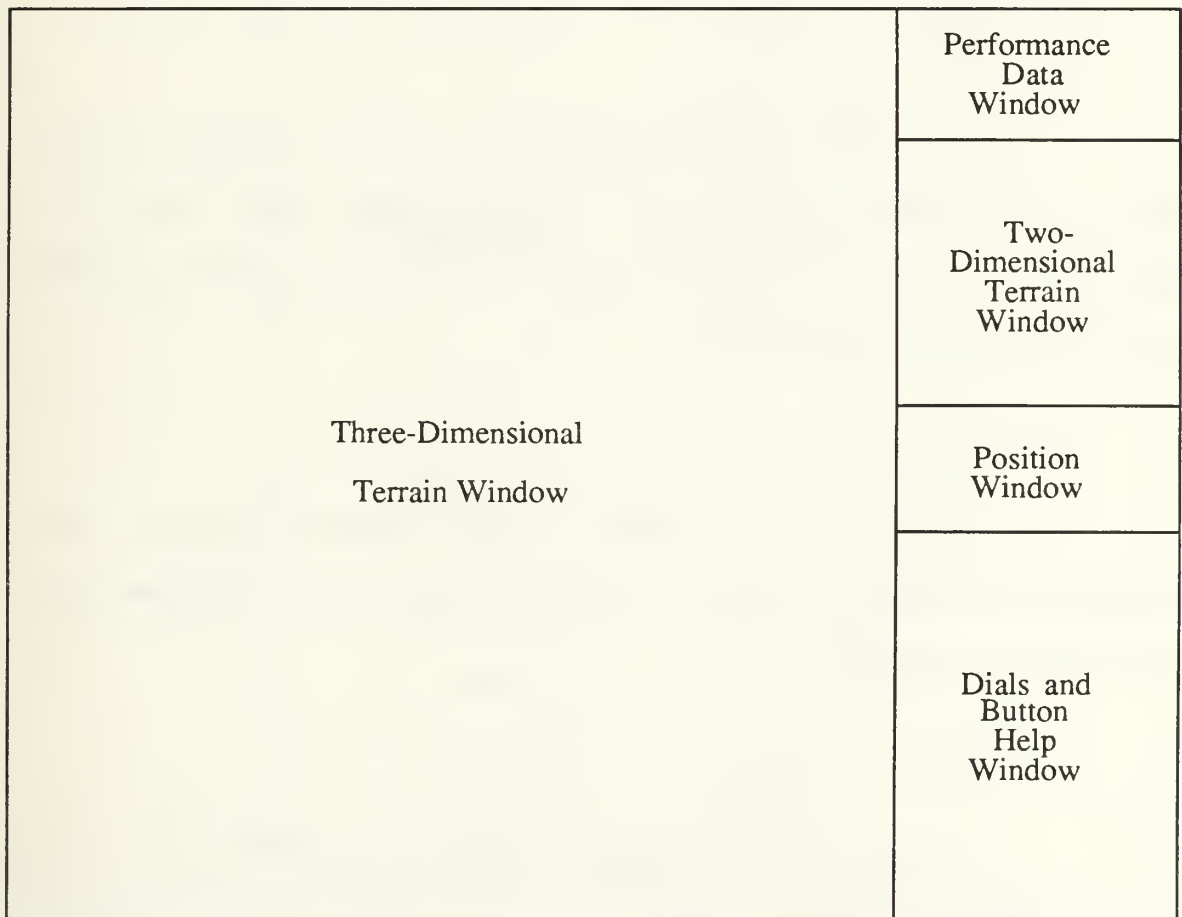 Performance
Data
Window
Two-
Dimensional
Terrain
Window
Three-Dimensional
Terrain Window
Position
Window
Dials and
Button
Help
Window